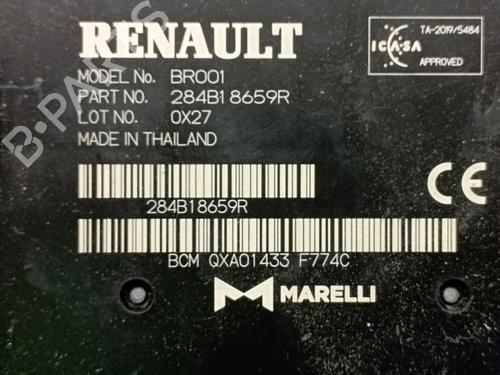 RENAULT
MODEL No. BR001
PART NO. 284B18659R
LOT NO. 0X27
MADE IN THAILAND
TA-2019/5484
ICASA
APPROVED
284B18659R
CE
BCM QXA01433 F774C
MARELLI
B-PARTS